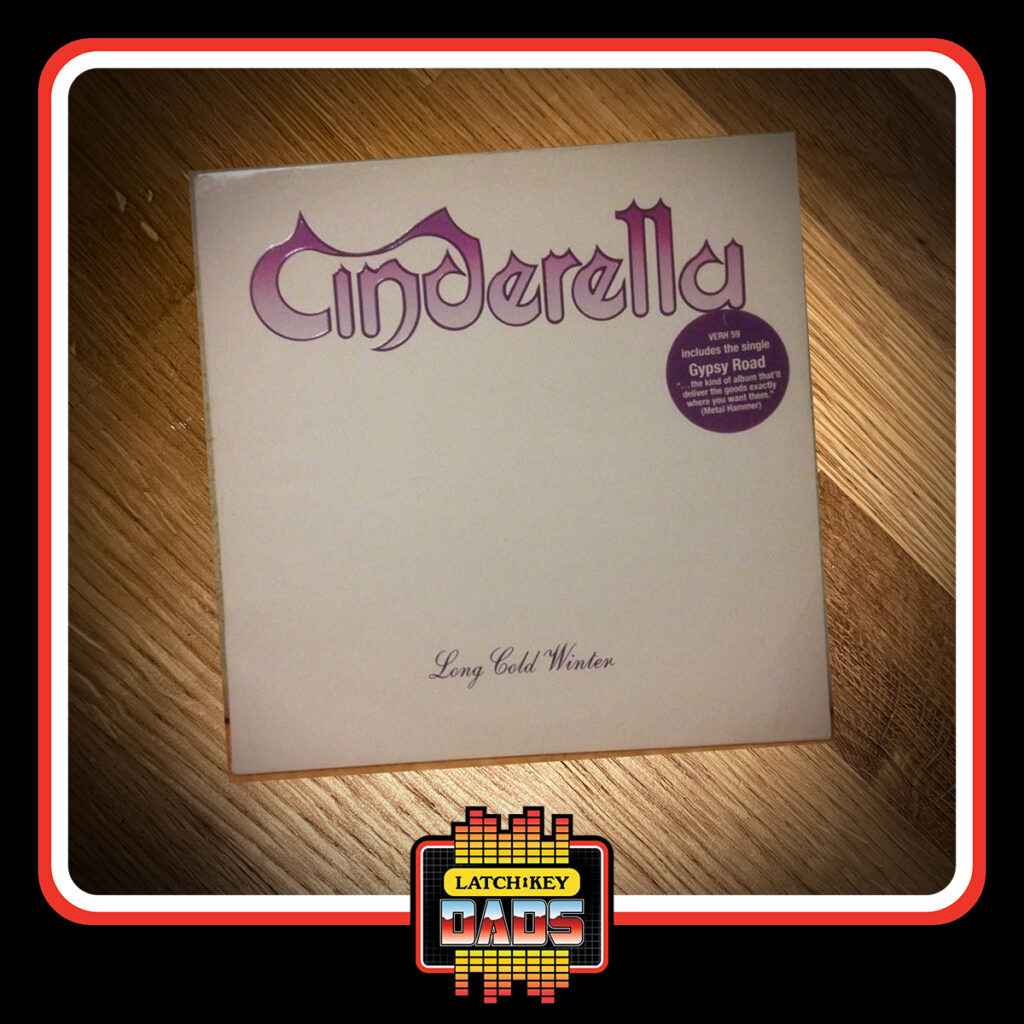 Cinderella
VERH 59
includes the single
Gypsy Road
"...the kind of album that'll
deliver the goods exactly
where you want them."
(Metal Hammer)
Long Cold Winter
LATCHKEY
DADS